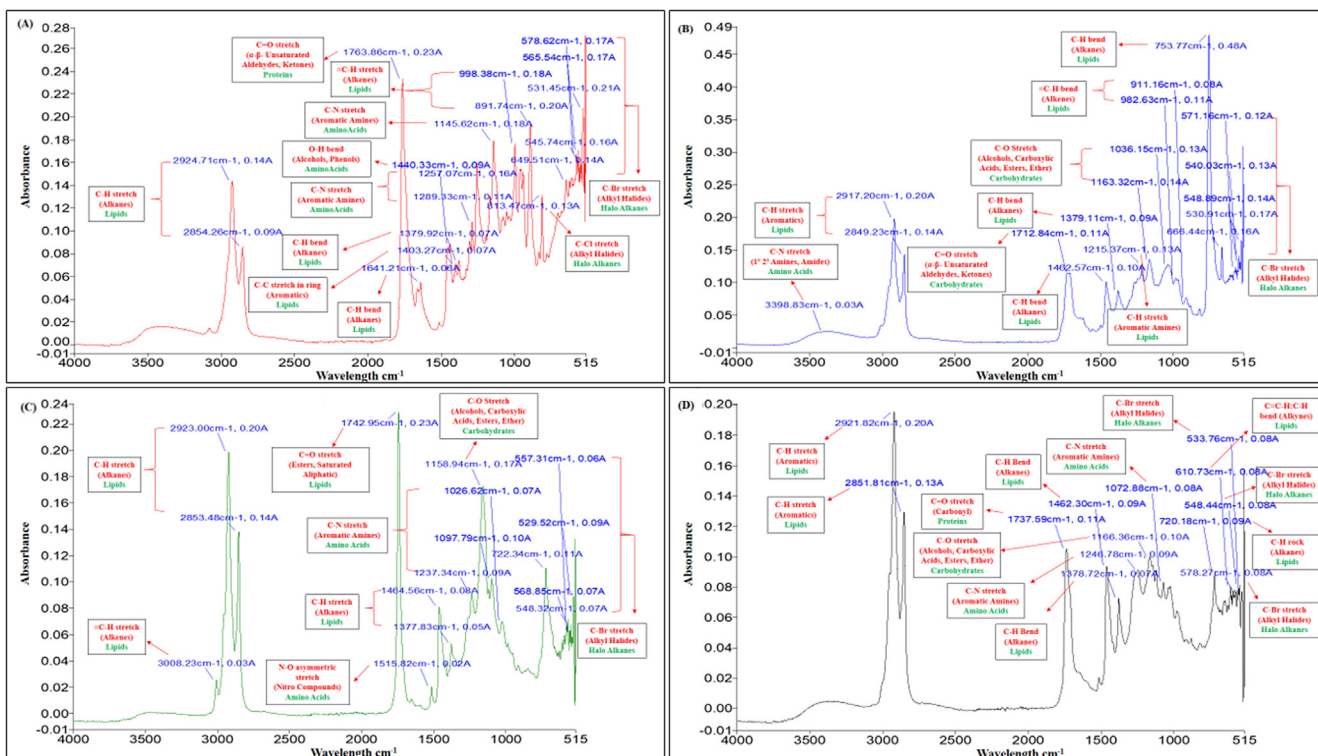 (A)
0.28
0.26
0.24
0.22
0.20
0.18
0.16
0.14
0.12
0.10
0.08
0.06
0.04
0.02
0.00
-0.01
Absorbance
4000
3000
2000
1500
1000
515
Wavelength cm-1
C=O stretch
(α-β- Unsaturated
Aldehydes, Ketones)
Proteins
1763.86cm-1, 0.23A
=C-H stretch
(Alkenes)
Lipids
998.38cm-1, 0.18A
891.74cm-1, 0.20A
578.62cm-1, 0.17A
565.54cm-1, 0.17A
531.45cm-1, 0.21A
C-N stretch
(Aromatic Amines)
AminoAcids
1145.62cm-1, 0.18A
545.74cm-1, 0.16A
649.51cm-1, 0.14A
2924.71cm-1, 0.14A
O-H bend
(Alcohols, Phenols)
AminoAcids
1440.33cm-1, 0.09A
1257.07cm-1, 0.16A
C-N stretch
(Aromatic Amines)
AminoAcids
1289.33cm-1, 0.11A
813.47cm-1, 0.13A
C-Br stretch
(Alkyl Halides)
Halo Alkanes
C-H stretch
(Alkanes)
Lipids
2854.26cm-1, 0.09A
C-H bend
(Alkanes)
Lipids
1379.92cm-1, 0.07A
1403.27cm-1, 0.07A
C-Cl stretch
(Alkyl Halides)
Halo Alkanes
C-C stretch in ring
(Aromatics)
Lipids
1641.21cm-1, 0.06A
C-H bend
(Alkanes)
Lipids
(B)
0.49
0.45
0.40
0.35
0.30
0.25
0.20
0.15
0.10
0.05
-0.01
Absorbance
4000
3000
2000
1500
1000
515
Wavelength cm-1
C-H bend
(Alkanes)
Lipids
753.77cm-1, 0.48A
=C-H bend
(Alkenes)
Lipids
911.16cm-1, 0.08A
982.63cm-1, 0.11A
571.16cm-1, 0.12A
C-O Stretch
(Alcohols, Carboxylic
Acids, Esters, Ether)
Carbohydrates
1036.15cm-1, 0.13A
1163.32cm-1, 0.14A
540.03cm-1, 0.13A
548.89cm-1, 0.14A
530.91cm-1, 0.17A
666.44cm-1, 0.16A
2917.20cm-1, 0.20A
C-H stretch
(Aromatics)
Lipids
2849.23cm-1, 0.14A
C-H bend
(Alkanes)
Lipids
1379.11cm-1, 0.09A
1712.84cm-1, 0.11A
1215.37cm-1, 0.13A
1462.57cm-1, 0.10A
C=O stretch
(α-β- Unsaturated
Aldehydes, Ketones)
Carbohydrates
C-N stretch
(1° 2° Amines, Amides)
Amino Acids
3398.83cm-1, 0.03A
C-Br stretch
(Alkyl Halides)
Halo Alkanes
C-H bend
(Alkanes)
Lipids
C-H stretch
(Aromatic Amines)
Lipids
(C)
0.24
0.22
0.20
0.18
0.16
0.14
0.12
0.10
0.08
0.06
0.04
0.02
0.00
-0.01
Absorbance
4000
3000
2000
1500
1000
515
Wavelength cm-1
1742.95cm-1, 0.23A
C=O stretch
(Esters, Saturated
Aliphatic)
Lipids
C-O Stretch
(Alcohols, Carboxylic
Acids, Esters, Ether)
Carbohydrates
1158.94cm-1, 0.17A
557.31cm-1, 0.06A
2923.00cm-1, 0.20A
C-H stretch
(Alkanes)
Lipids
2853.48cm-1, 0.14A
1026.62cm-1, 0.07A
C-N stretch
(Aromatic Amines)
Amino Acids
1097.79cm-1, 0.10A
529.52cm-1, 0.09A
722.34cm-1, 0.11A
1237.34cm-1, 0.09A
1464.56cm-1, 0.08A
568.85cm-1, 0.07A
548.32cm-1, 0.07A
C-H stretch
(Alkanes)
Lipids
1377.83cm-1, 0.05A
=C-H stretch
(Alkenes)
Lipids
3008.23cm-1, 0.03A
N-O asymmetric
stretch
(Nitro Compounds)
Amino Acids
1515.82cm-1, 0.02A
C-Br stretch
(Alkyl Halides)
Halo Alkanes
(D)
0.20
0.18
0.16
0.14
0.12
0.10
0.08
0.06
0.04
0.02
0.00
-0.01
Absorbance
4000
3000
2000
1500
1000
515
Wavelength cm-1
2921.82cm-1, 0.20A
C-H stretch
(Aromatics)
Lipids
2851.81cm-1, 0.13A
C-H stretch
(Aromatics)
Lipids
C-Br stretch
(Alkyl Halides)
Halo Alkanes
C=C-H:C-H
bend (Alkynes)
Lipids
533.76cm-1, 0.08A
C-N stretch
(Aromatic Amines)
Amino Acids
610.73cm-1, 0.08A
C-H Bend
(Alkanes)
Lipids
1072.88cm-1, 0.08A
548.44cm-1, 0.08A
C-Br stretch
(Alkyl Halides)
Halo Alkanes
C=O stretch
(Carbonyl)
Proteins
1462.30cm-1, 0.09A
1737.59cm-1, 0.11A
720.18cm-1, 0.09A
1166.36cm-1, 0.10A
C-O stretch
(Alcohols, Carboxylic
Acids, Esters, Ether)
Carbohydrates
1246.78cm-1, 0.09A
C-H rock
(Alkanes)
Lipids
1378.72cm-1, 0.07A
578.27cm-1, 0.08A
C-N stretch
(Aromatic Amines)
Amino Acids
C-H Bend
(Alkanes)
Lipids
C-Br stretch
(Alkyl Halides)
Halo Alkanes